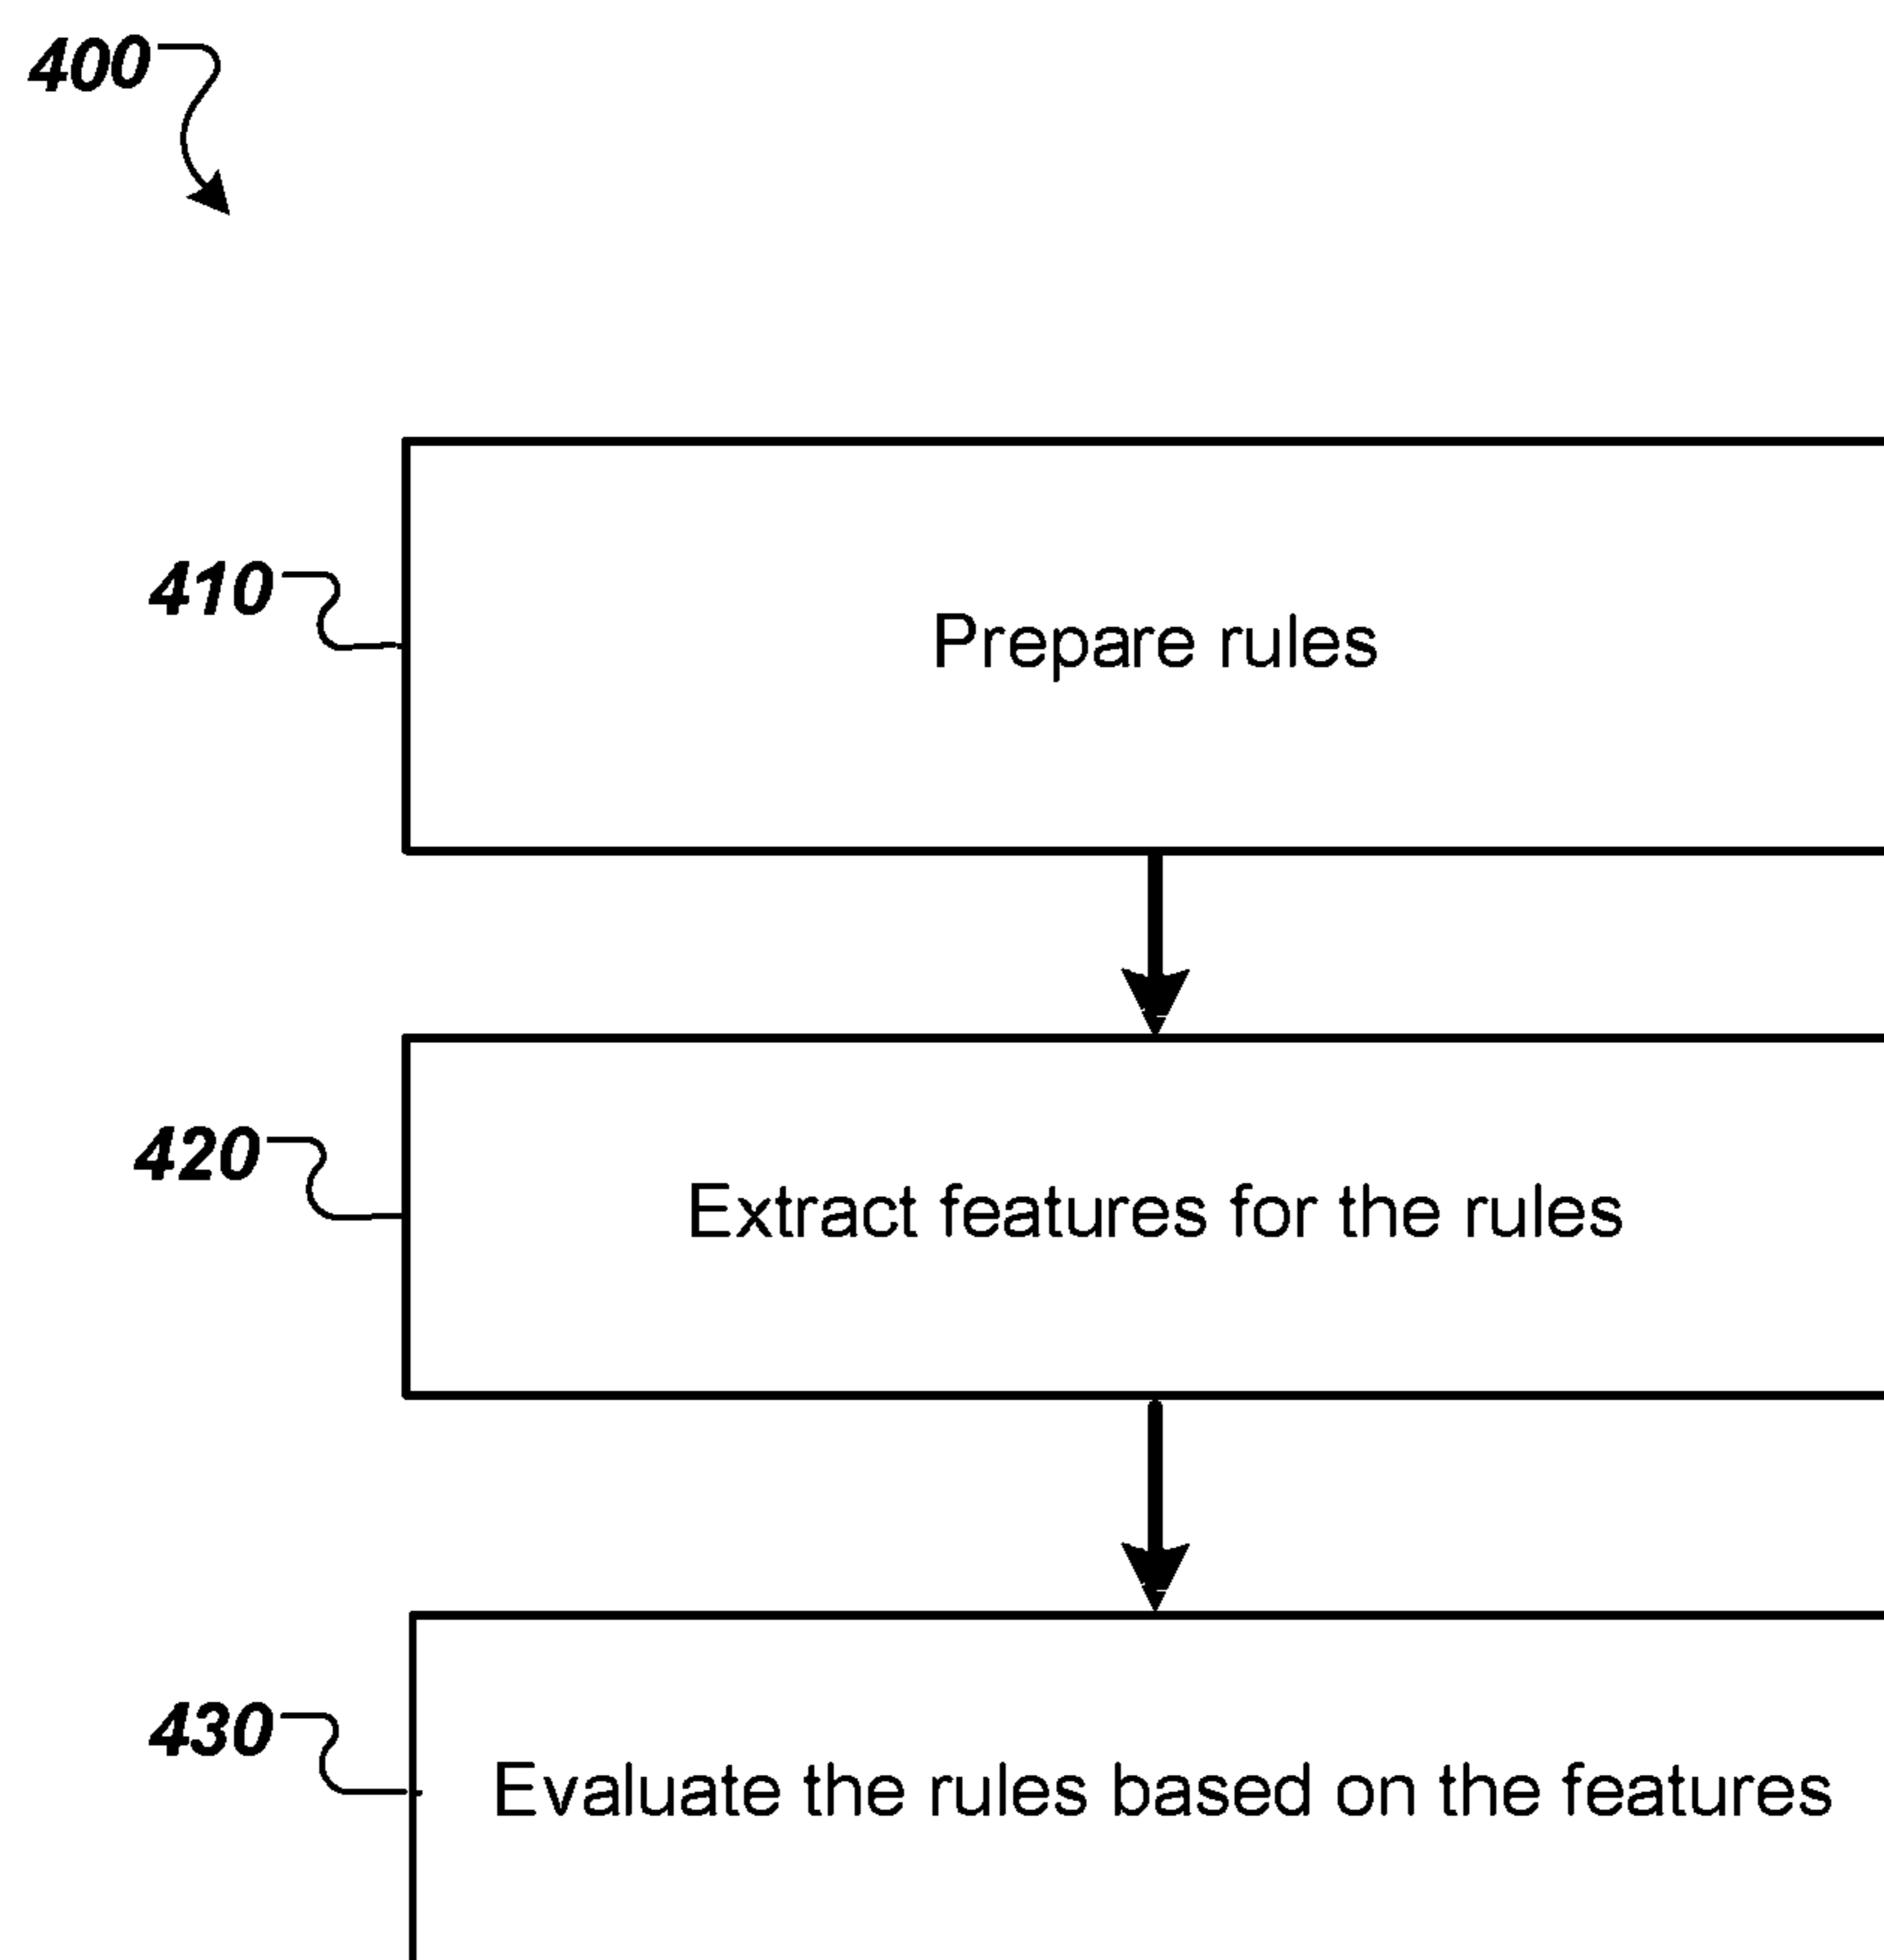 400
410
Prepare rules
420
Extract features for the rules
430
Evaluate the rules based on the features